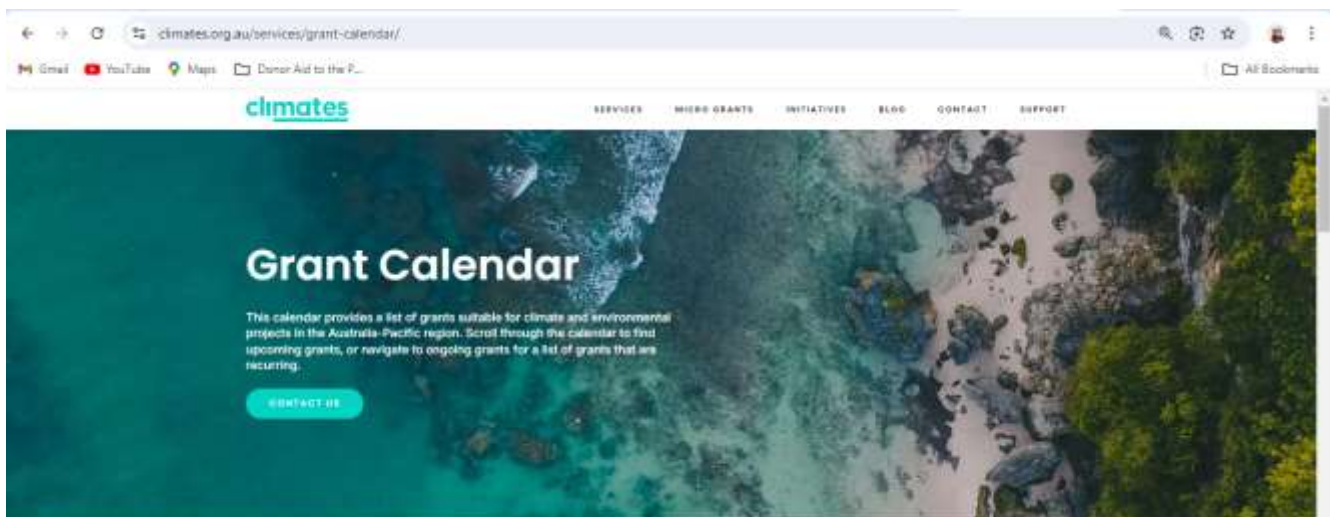 climates.org.au/services/grant-calendar/
Gmail YouTube Maps Donor Aid to the P... All Bookmarks
climates SERVICES MICRO GRANTS INITIATIVES BLOG CONTACT SUPPORT
Grant Calendar
This calendar provides a list of grants suitable for climate and environmental
projects in the Australia-Pacific region. Scroll through the calendar to find
upcoming grants, or navigate to ongoing grants for a list of grants that are
recurring.
CONTACT US